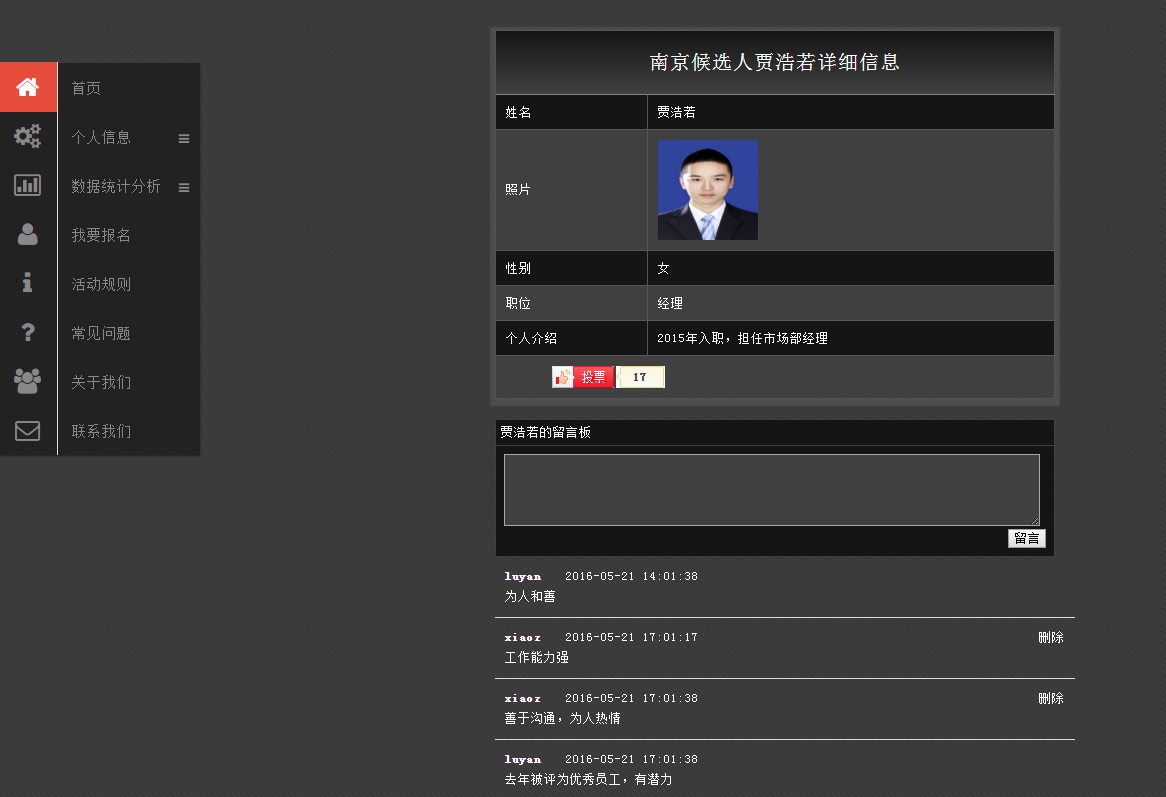 首页
个人信息
数据统计分析
我要报名
活动规则
常见问题
关于我们
联系我们
南京候选人贾浩若详细信息
姓名 贾浩若
照片
性别 女
职位 经理
个人介绍 2015年入职，担任市场部经理
投票 17
贾浩若的留言板
留言
luyan 2016-05-21 14:01:38
为人和善
xiaoz 2016-05-21 17:01:17 删除
工作能力强
xiaoz 2016-05-21 17:01:38 删除
善于沟通，为人热情
luyan 2016-05-21 17:01:38
去年被评为优秀员工，有潜力